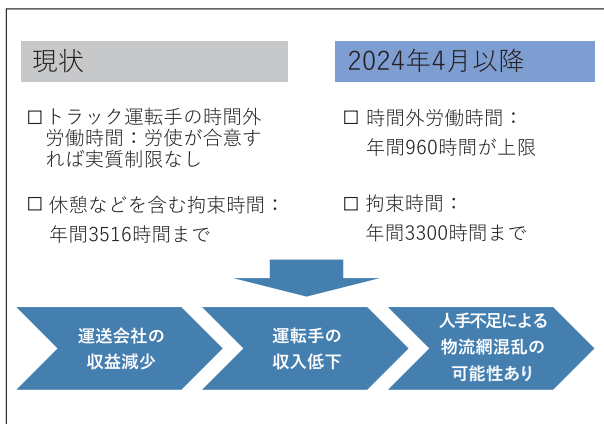 現状
□ トラック運転手の時間外
労働時間：労使が合意す
れば実質制限なし
□ 休憩などを含む拘束時間：
年間3516時間まで
2024年4月以降
□ 時間外労働時間：
年間960時間が上限
□ 拘束時間：
年間3300時間まで
運送会社の
収益減少
運転手の
収入低下
人手不足による
物流網混乱の
可能性あり